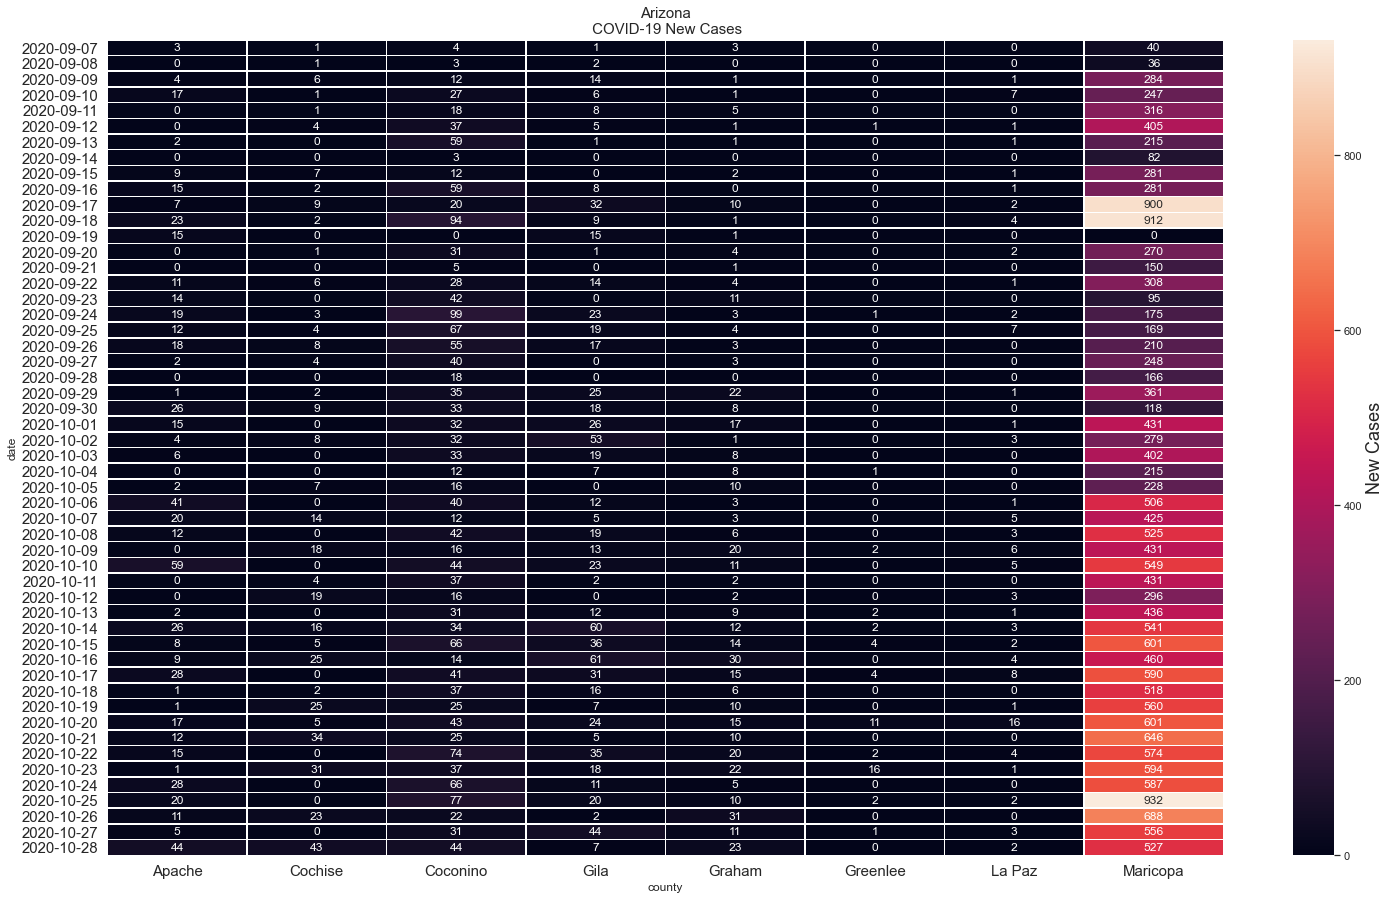 Arizona
COVID-19 New Cases
2020-09-07 3 1 4 1 3 0 0 40
2020-09-08 0 1 3 2 0 0 0 36
2020-09-09 4 6 12 14 1 0 1 284
2020-09-10 17 1 27 6 1 0 7 247
2020-09-11 0 1 18 8 5 0 0 316
2020-09-12 0 4 37 5 1 1 1 405
2020-09-13 2 0 59 1 1 0 1 215
2020-09-14 0 0 3 0 0 0 0 82
2020-09-15 9 7 12 0 2 0 1 281
2020-09-16 15 2 59 8 0 0 1 281
2020-09-17 7 9 20 32 10 0 2 900
2020-09-18 23 2 94 9 1 0 4 912
2020-09-19 15 0 0 15 1 0 0 0
2020-09-20 0 1 31 1 4 0 2 270
2020-09-21 0 0 5 0 1 0 0 150
2020-09-22 11 6 28 14 4 0 1 308
2020-09-23 14 0 42 0 11 0 0 95
2020-09-24 19 3 99 23 3 1 2 175
2020-09-25 12 4 67 19 4 0 7 169
2020-09-26 18 8 55 17 3 0 0 210
2020-09-27 2 4 40 0 3 0 0 248
2020-09-28 0 0 18 0 0 0 0 166
2020-09-29 1 2 35 25 22 0 1 361
2020-09-30 26 9 33 18 8 0 0 118
2020-10-01 15 0 32 26 17 0 1 431
2020-10-02 4 8 32 53 1 0 3 279
2020-10-03 6 0 33 19 8 0 0 402
2020-10-04 0 0 12 7 8 1 0 215
2020-10-05 2 7 16 0 10 0 0 228
2020-10-06 41 0 40 12 3 0 1 506
2020-10-07 20 14 12 5 3 0 5 425
2020-10-08 12 0 42 19 6 0 3 525
2020-10-09 0 18 16 13 20 2 6 431
2020-10-10 59 0 44 23 11 0 5 549
2020-10-11 0 4 37 2 2 0 0 431
2020-10-12 0 19 16 0 2 0 3 296
2020-10-13 2 0 31 12 9 2 1 436
2020-10-14 26 16 34 60 12 2 3 541
2020-10-15 8 5 66 36 14 4 2 601
2020-10-16 9 25 14 61 30 0 4 460
2020-10-17 28 0 41 31 15 4 8 590
2020-10-18 1 2 37 16 6 0 0 518
2020-10-19 1 25 25 7 10 0 1 560
2020-10-20 17 5 43 24 15 11 16 601
2020-10-21 12 34 25 5 10 0 0 646
2020-10-22 15 0 74 35 20 2 4 574
2020-10-23 1 31 37 18 22 16 1 594
2020-10-24 28 0 66 11 5 0 0 587
2020-10-25 20 0 77 20 10 2 2 932
2020-10-26 11 23 22 2 31 0 0 688
2020-10-27 5 0 31 44 11 1 3 556
2020-10-28 44 43 44 7 23 0 2 527
date
Apache Cochise Coconino Gila Graham Greenlee La Paz Maricopa
county
800
600
400
200
0
New Cases